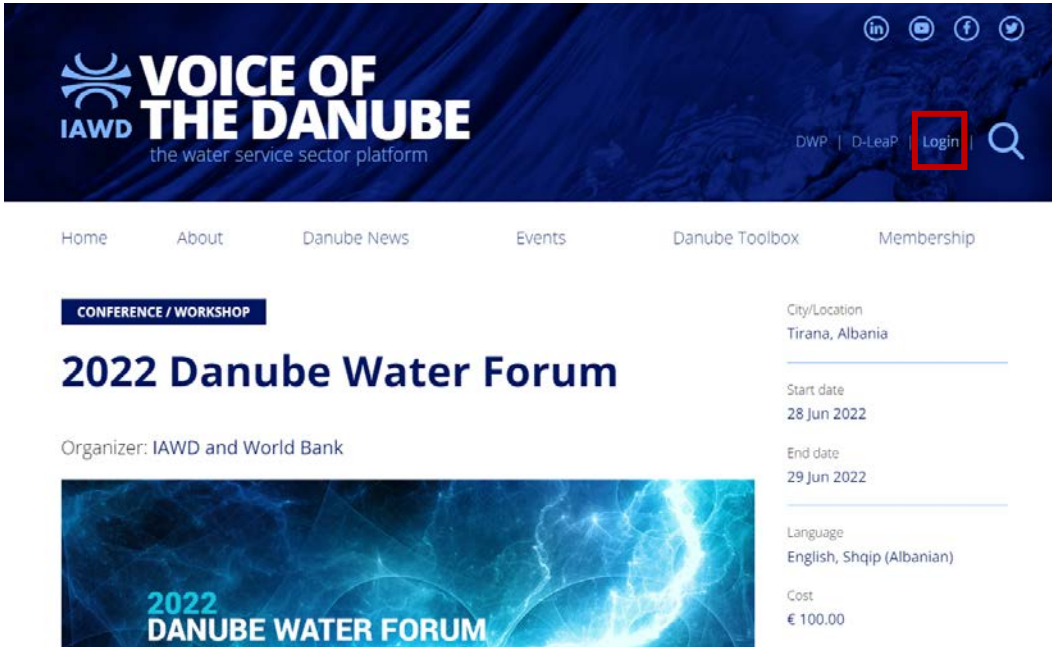 IAWD
VOICE OF
THE DANUBE
the water service sector platform
DWP | D-LeaP | Login |
Home About Danube News Events Danube Toolbox Membership
CONFERENCE / WORKSHOP
2022 Danube Water Forum
Organizer: IAWD and World Bank
2022
DANUBE WATER FORUM
City/Location
Tirana, Albania
Start date
28 Jun 2022
End date
29 Jun 2022
Language
English, Shqip (Albanian)
Cost
€ 100.00